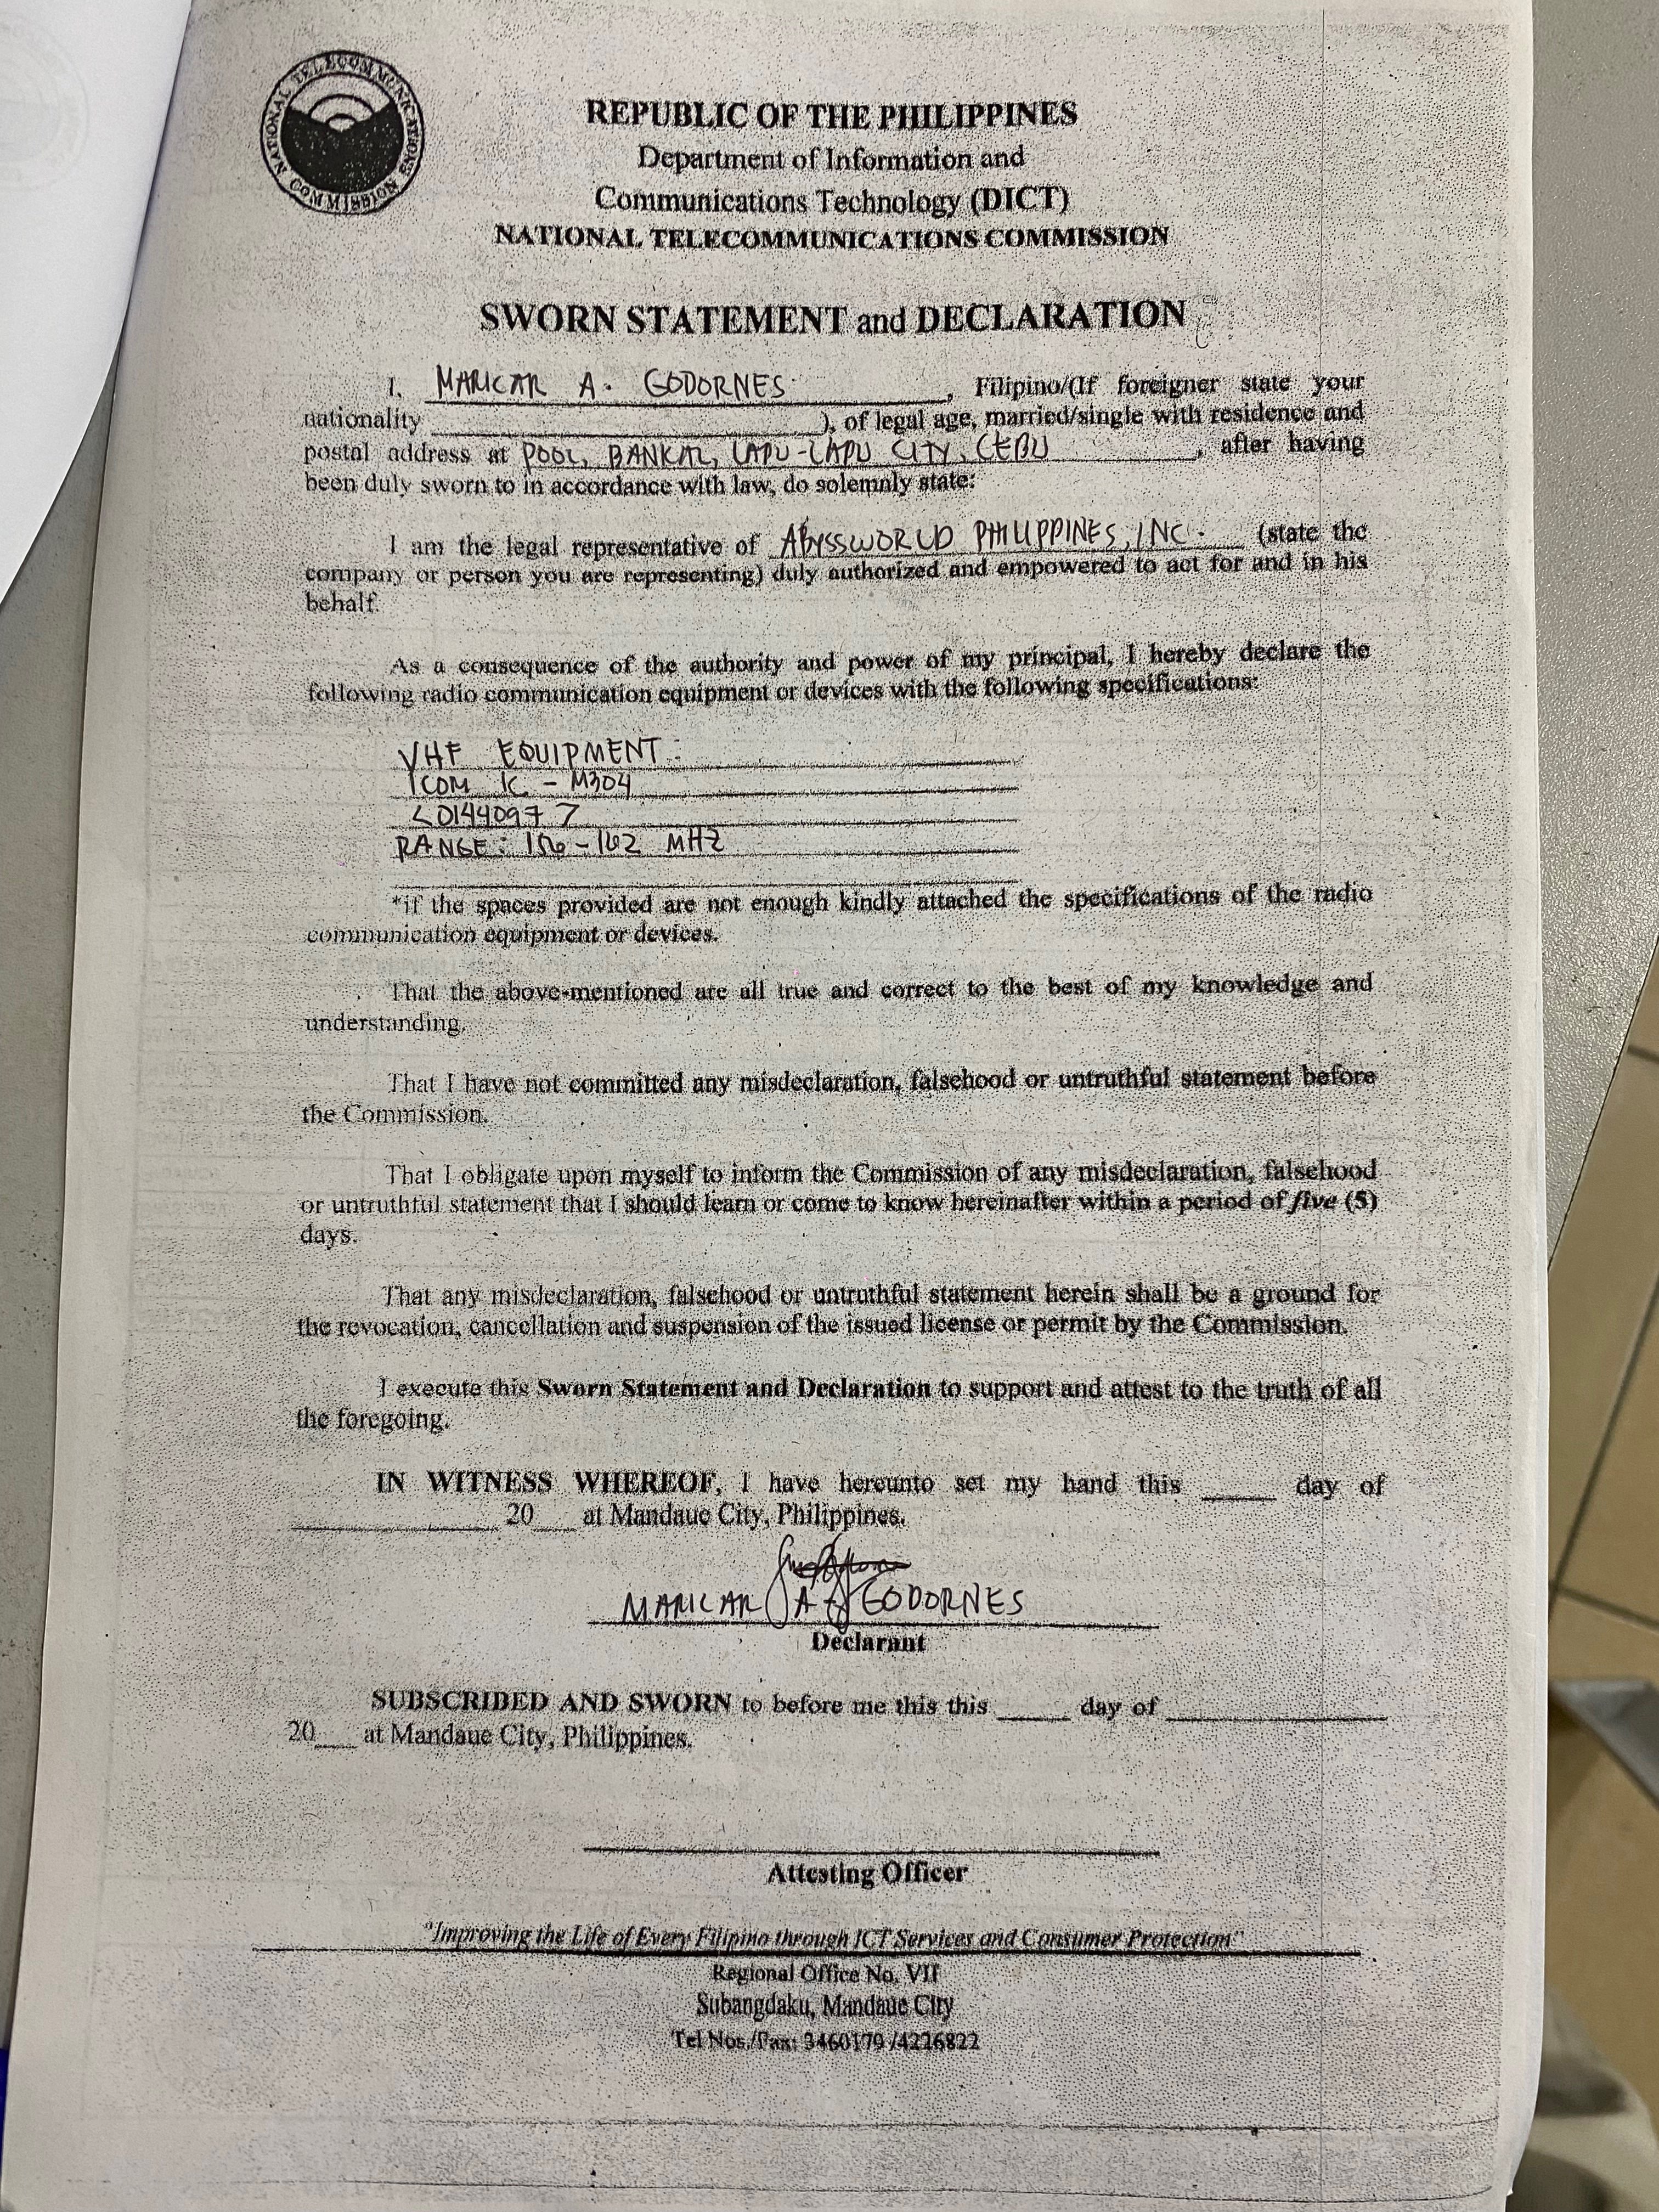 NATIONAL TELECOMMUNICATIONS COMMISSION
REPUBLIC OF THE PHILIPPINES
Department of Information and
Communications Technology (DICT)
NATIONAL TELECOMMUNICATIONS COMMISSION
SWORN STATEMENT and DECLARATION
I. MARICAR A. GODORNES, Filipino/(If foreigner state your
nationality ____________), of legal age, married/single with residence and
postal address at POOL, BANKAL, LAPU-LAPU CITY, CEBU, after having
been duly sworn to in accordance with law, do solemnly state:
I am the legal representative of ABYSSWORLD PHILIPPINES, INC. (state the
company or person you are representing) duly authorized and empowered to act for and in his
behalf.
As a consequence of the authority and power of my principal, I hereby declare the
following radio communication equipment or devices with the following specifications:
VHF EQUIPMENT:
ICOM IC - M304
RANGE: 156-162 MHZ
*if the spaces provided are not enough kindly attached the specifications of the radio
communication equipment or devices.
That the above-mentioned are all true and correct to the best of my knowledge and
understanding.
That I have not committed any misdeclaration, falsehood or untruthful statement before
the Commission.
That I obligate upon myself to inform the Commission of any misdeclaration, falsehood
or untruthful statement that I should learn or come to know hereinafter within a period of five (5)
days.
That any misdeclaration, falsehood or untruthful statement herein shall be a ground for
the revocation, cancellation and suspension of the issued license or permit by the Commission.
I execute this Sworn Statement and Declaration to support and attest to the truth of all
the foregoing.
IN WITNESS WHEREOF, I have hereunto set my hand this _____ day of
____________ 20___ at Mandaue City, Philippines.
MARICAR A. GODORNES
Declarant
SUBSCRIBED AND SWORN to before me this this _____ day of ____________
20___ at Mandaue City, Philippines.
Attesting Officer
"Improving the Life of Every Filipino through ICT Services and Consumer Protection"
Regional Office No. VII
Subangdaku, Mandaue City
Tel Nos./Fax: 3460179 /4226822